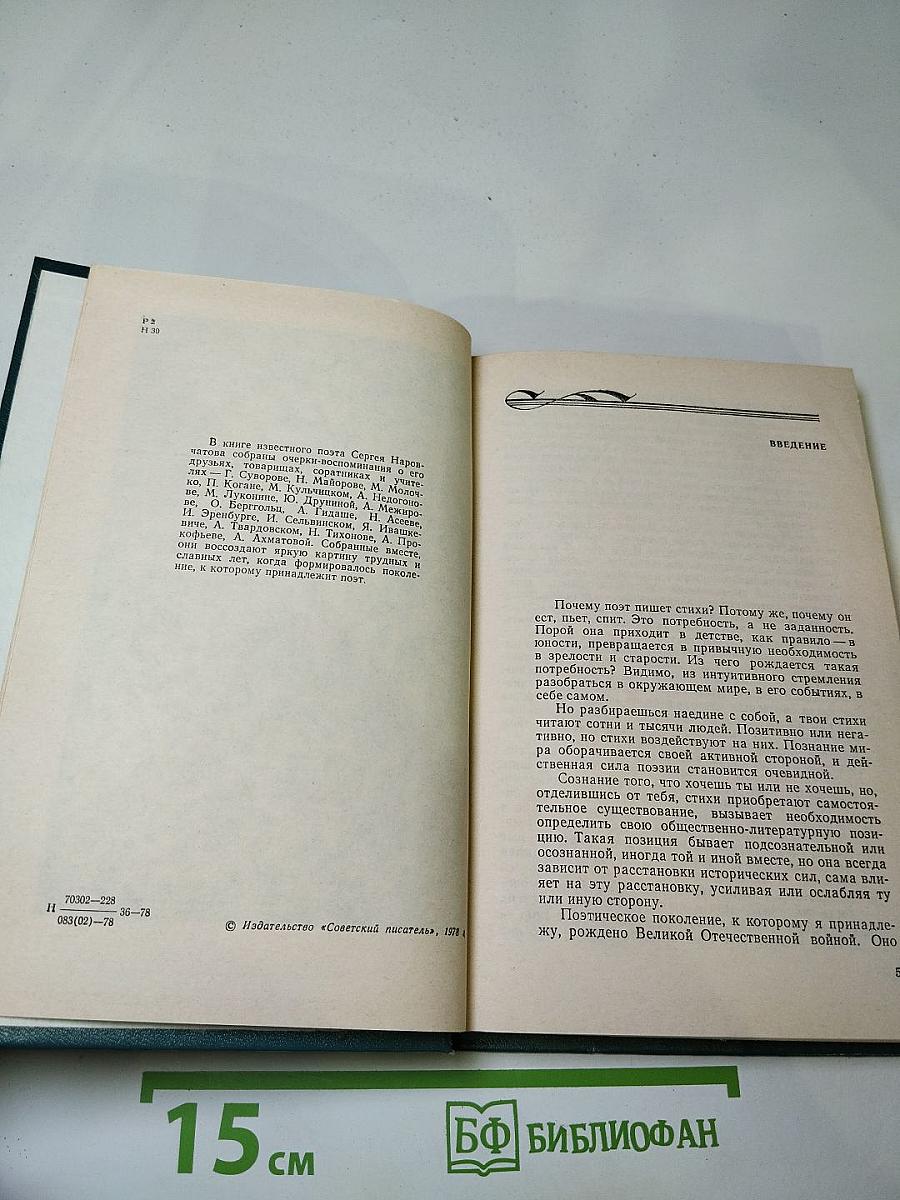 Р 2
Н 30
В книге известного поэта Сергея Наров-
чатова собраны очерки-воспоминания о его
друзьях, товарищах, соратниках и учите-
лях — Г. Суворове, Н. Майорове, М. Молоч-
ко, П. Когане, М. Кульчицком, А. Недогоно-
ве, М. Луконине, Ю. Друниной, А. Межиро-
ве, О. Берггольц, А. Гидаше, Н. Асееве,
И. Эренбурге, И. Сельвинском, Я. Ивашке-
виче, А. Твардовском, Н. Тихонове, А. Про-
кофьеве, А. Ахматовой. Собранные вместе,
они воссоздают яркую картину трудных и
славных лет, когда формировалось поколе-
ние, к которому принадлежит поэт.
70302—228
Н 36—78
083(02)—78
© Издательство «Советский писатель», 1978
ВВЕДЕНИЕ
Почему поэт пишет стихи? Потому же, почему он
ест, пьет, спит. Это потребность, а не заданность.
Порой она приходит в детстве, как правило — в
юности, превращается в привычную необходимость
в зрелости и старости. Из чего рождается такая
потребность? Видимо, из интуитивного стремления
разобраться в окружающем мире, в его событиях, в
себе самом.
Но разбираешься наедине с собой, а твои стихи
читают сотни и тысячи людей. Позитивно или нега-
тивно, но стихи воздействуют на них. Познание ми-
ра оборачивается своей активной стороной, и дей-
ственная сила поэзии становится очевидной.
Сознание того, что хочешь ты или не хочешь, но,
отделившись от тебя, стихи приобретают самостоя-
тельное существование, вызывает необходимость
определить свою общественно-литературную пози-
цию. Такая позиция бывает подсознательной или
осознанной, иногда той и иной вместе, но она всегда
зависит от расстановки исторических сил, сама вли-
яет на эту расстановку, усиливая или ослабляя ту
или иную сторону.
Поэтическое поколение, к которому я принадле-
жу, рождено Великой Отечественной войной. Оно
5
15 см
БФ БИБЛИОФАН